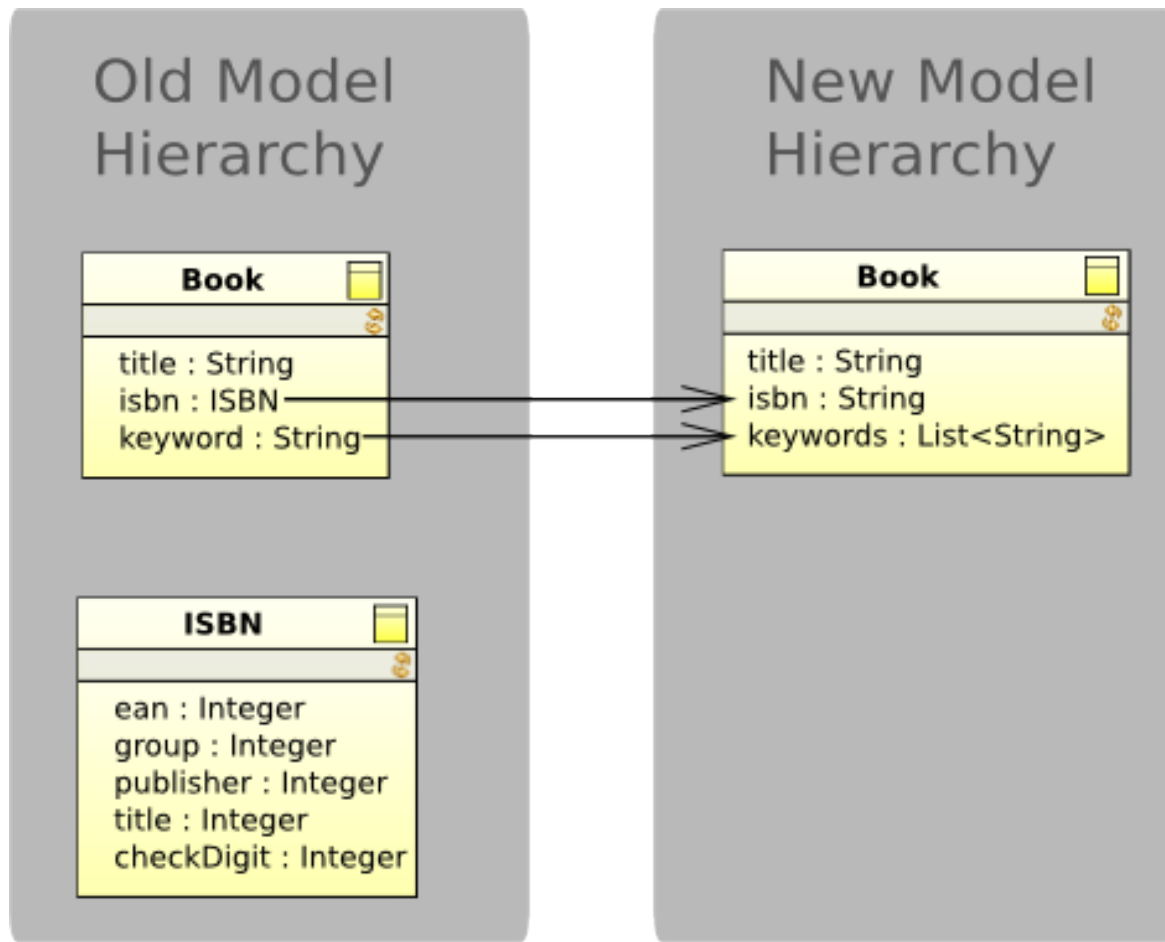 Old Model
Hierarchy
Book
title : String
isbn : ISBN
keyword : String
ISBN
ean : Integer
group : Integer
publisher : Integer
title : Integer
checkDigit : Integer
New Model
Hierarchy
Book
title : String
isbn : String
keywords : List<String>